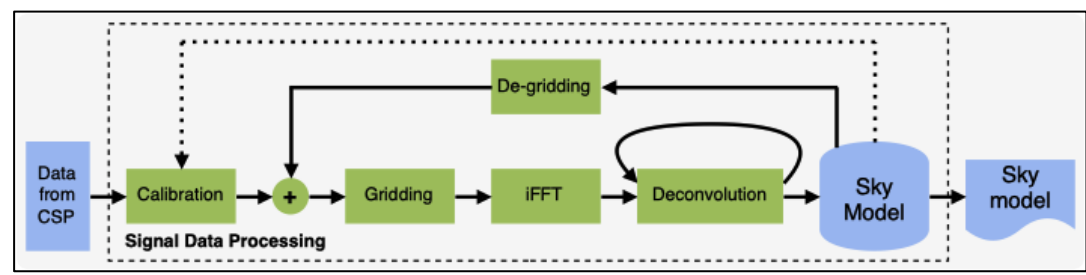 De-gridding
Data
from
CSP
Calibration
+
Gridding
iFFT
Deconvolution
Sky
Model
Sky
model
Signal Data Processing